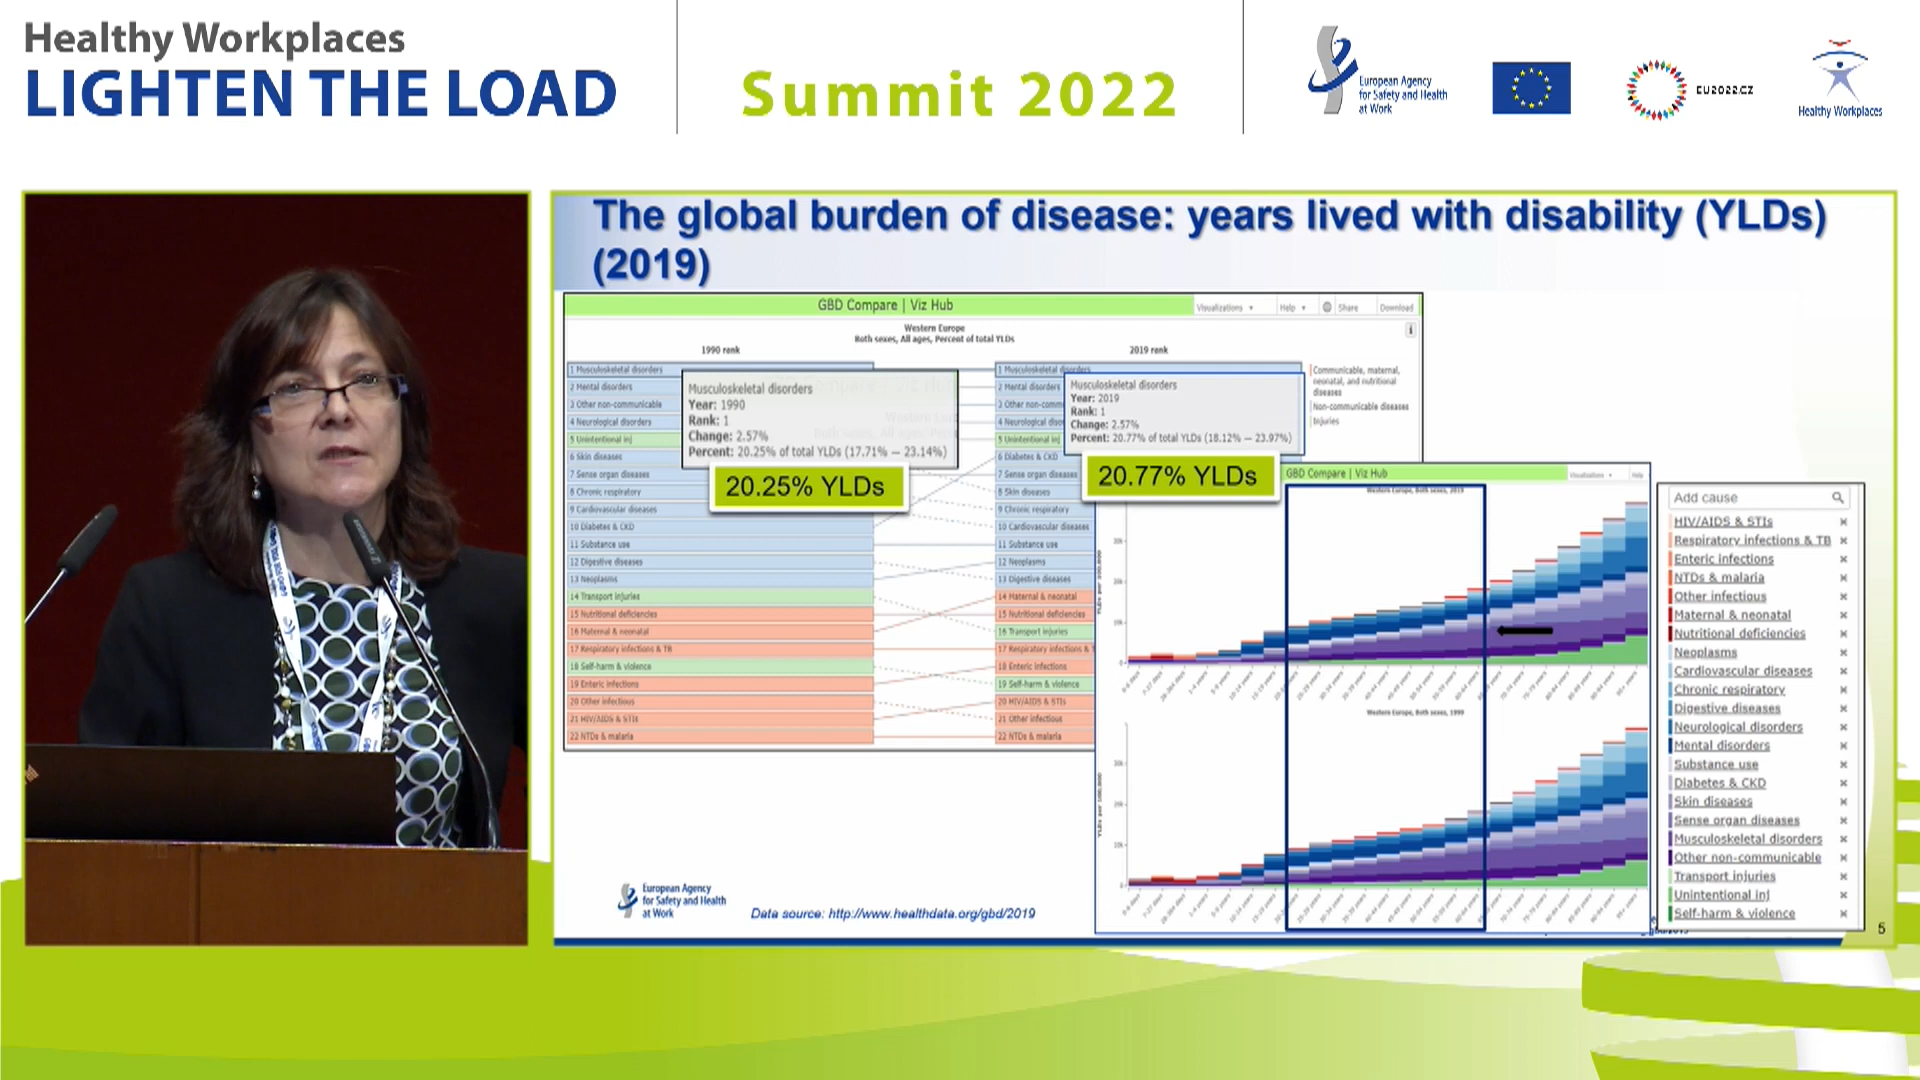 Healthy Workplaces
LIGHTEN THE LOAD
Summit 2022
European Agency
for Safety and Health
at Work
EU2022.CZ
Healthy Workplaces
The global burden of disease: years lived with disability (YLDs)
(2019)
GBD Compare | Viz Hub
Visualizations
Help
Share
Download
Western Europe
Both sexes, All ages, Percent of total YLDs
1990 rank
2019 rank
1 Musculoskeletal disorders
2 Mental disorders
3 Other non-communicable
4 Neurological disorders
5 Unintentional inj
6 Skin diseases
7 Sense organ diseases
8 Chronic respiratory
9 Cardiovascular diseases
10 Diabetes & CKD
11 Substance use
12 Digestive diseases
13 Neoplasms
14 Transport injuries
15 Nutritional deficiencies
16 Maternal & neonatal
17 Respiratory infections & TB
18 Self-harm & violence
19 Enteric infections
20 Other infectious
21 HIV/AIDS & STIs
22 NTDs & malaria
Musculoskeletal disorders
Year: 1990
Rank: 1
Change: 2.57%
Percent: 20.25% of total YLDs (17.71% — 23.14%)
20.25% YLDs
1 Musculoskeletal disorders
2 Mental disorders
3 Other non-comm
4 Neurological disor
5 Unintentional inj
6 Diabetes & CKD
7 Sense organ diseases
8 Skin diseases
9 Chronic respiratory
10 Cardiovascular diseases
11 Substance use
12 Neoplasms
13 Digestive diseases
14 Maternal & neonatal
15 Nutritional deficiencies
16 Transport injuries
17 Respiratory infections &
18 Enteric infections
19 Self-harm & violence
20 HIV/AIDS & STIs
21 Other infectious
22 NTDs & malaria
Musculoskeletal disorders
Year: 2019
Rank: 1
Change: 2.57%
Percent: 20.77% of total YLDs (18.12% — 23.97%)
20.77% YLDs
Communicable, maternal,
neonatal, and nutritional
diseases
Non-communicable diseases
Injuries
GBD Compare | Viz Hub
Visualizations
Help
Western Europe, Both sexes, 2019
YLDs per 100,000
Western Europe, Both sexes, 1990
YLDs per 100,000
Add cause
HIV/AIDS & STIs
Respiratory infections & TB
Enteric infections
NTDs & malaria
Other infectious
Maternal & neonatal
Nutritional deficiencies
Neoplasms
Cardiovascular diseases
Chronic respiratory
Digestive diseases
Neurological disorders
Mental disorders
Substance use
Diabetes & CKD
Skin diseases
Sense organ diseases
Musculoskeletal disorders
Other non-communicable
Transport injuries
Unintentional inj
Self-harm & violence
European Agency
for Safety and Health
at Work
Data source: http://www.healthdata.org/gbd/2019
5